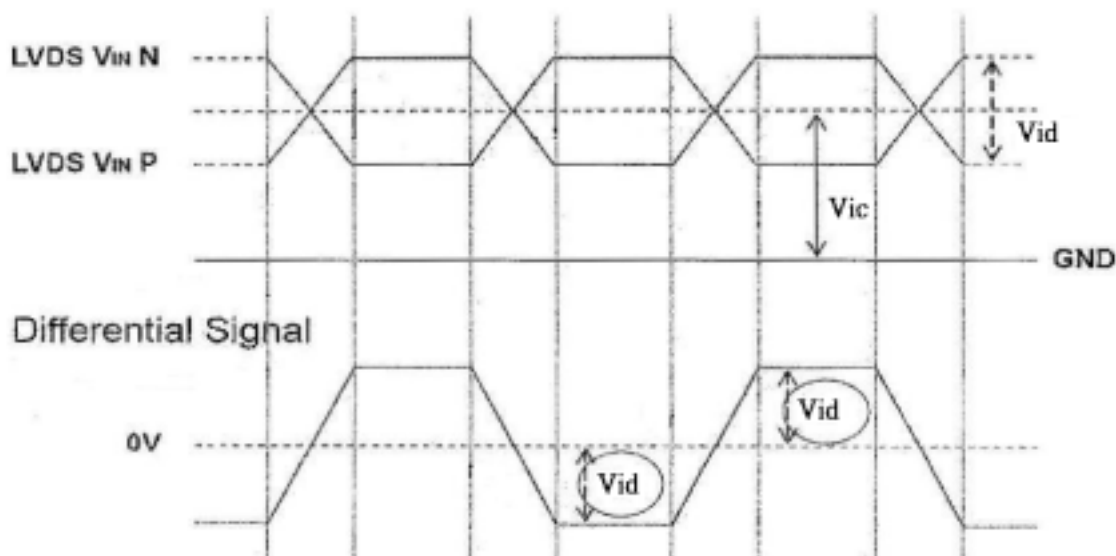 LVDS VIN N
Vid
LVDS VIN P
Vic
GND
Differential Signal
Vid
0V
Vid